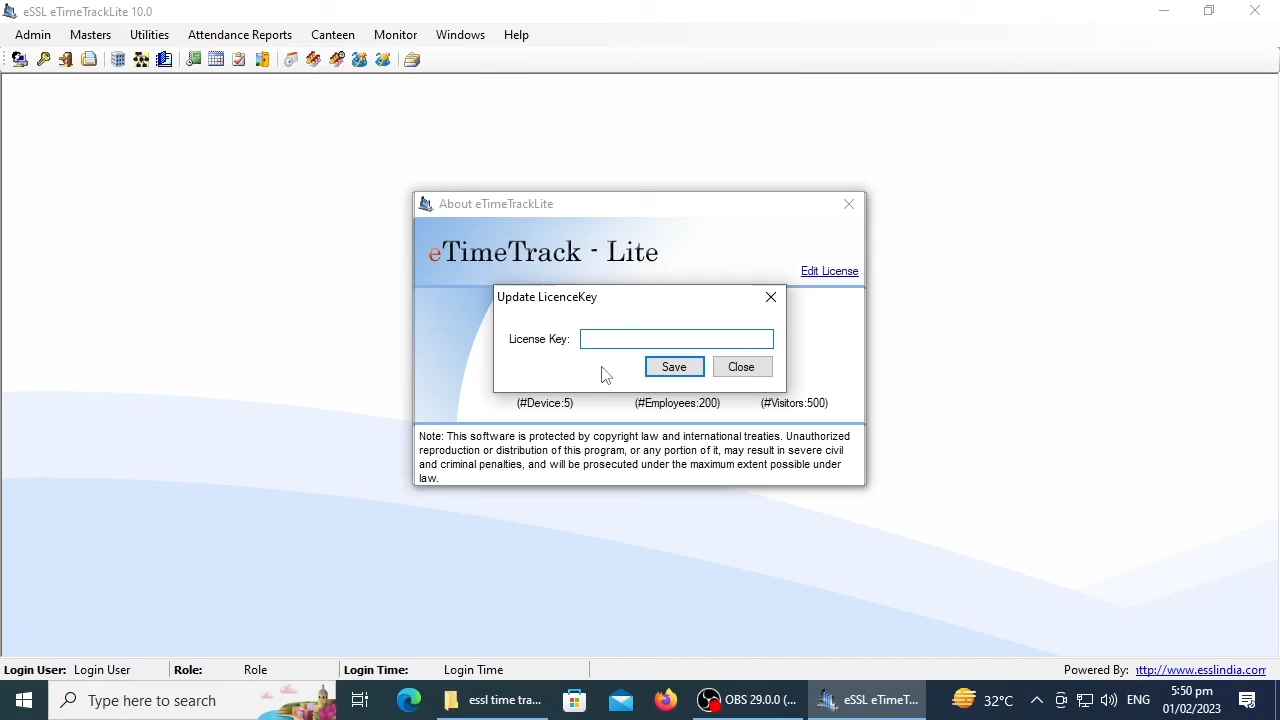 eSSL eTimeTrackLite 10.0
Admin Masters Utilities Attendance Reports Canteen Monitor Windows Help
About eTimeTrackLite
eTimeTrack - Lite
Edit License
Update LicenceKey
License Key:
Save Close
(#Device:5) (#Employees:200) (#Visitors:500)
Note: This software is protected by copyright law and international treaties. Unauthorized
reproduction or distribution of this program, or any portion of it, may result in severe civil
and criminal penalties, and will be prosecuted under the maximum extent possible under
law.
Login User: Login User Role: Role Login Time: Login Time Powered By: ttp://www.esslindia.com
Type here to search essl time tra... OBS 29.0.0 (... eSSL eTimeT... 32°C ENG 5:50 pm
01/02/2023